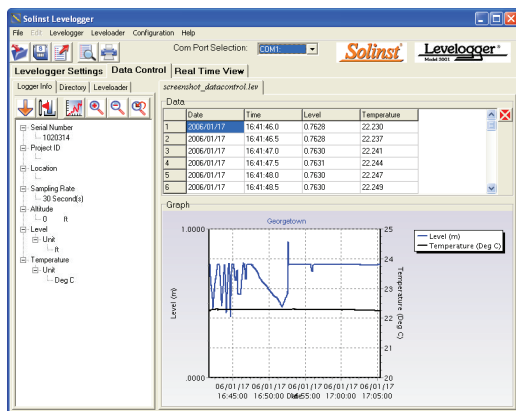 Solinst Levelogger
File Edit Levelogger Leveloader Configuration Help
Com Port Selection: COM1: Solinst Levelogger
Model 3001
Levelogger Settings Data Control Real Time View
Logger Info Directory Leveloader screenshot_datacontrol.lev
Data
Date Time Level Temperature
1 2006/01/17 16:41:46.0 0.7628 22.230
2 2006/01/17 16:41:46.5 0.7628 22.237
3 2006/01/17 16:41:47.0 0.7630 22.241
4 2006/01/17 16:41:47.5 0.7631 22.244
5 2006/01/17 16:41:48.0 0.7630 22.247
6 2006/01/17 16:41:48.5 0.7630 22.249
Serial Number
1020314
Project ID
Location
Sampling Rate
30 Second(s)
Altitude
0 ft
Level
Unit
ft
Temperature
Unit
Deg C
Graph
Georgetown
1.0000
.0000
Level (m)
25
24
23
22
21
20
Temperature (Deg C)
Level (m)
Temperature (Deg C)
06/01/17 06/01/17 06/01/17 06/01/17 06/01/17
16:45:00 16:50:00 16:55:00 17:00:00 17:05:00